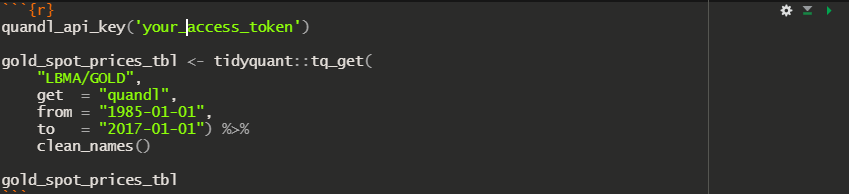 ```{r}
quandl_api_key('your_access_token')
gold_spot_prices_tbl <- tidyquant::tq_get(
"LBMA/GOLD",
get = "quandl",
from = "1985-01-01",
to = "2017-01-01") %>%
clean_names()
gold_spot_prices_tbl
```